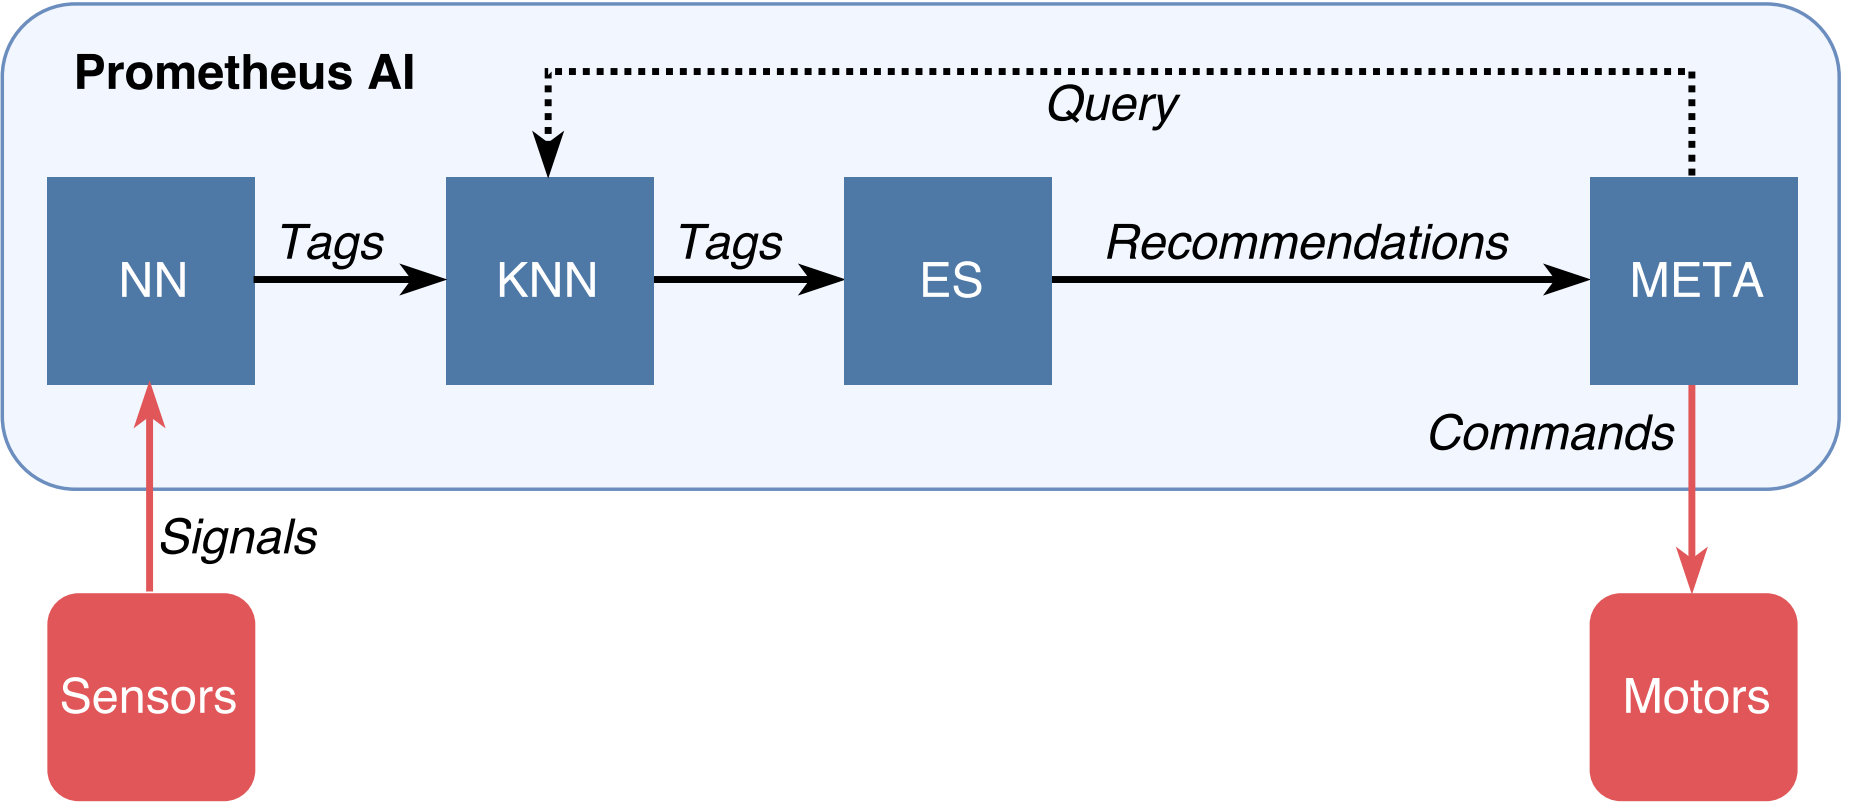 Prometheus AI
Query
Tags
Tags
Recommendations
NN
KNN
ES
META
Commands
Signals
Sensors
Motors